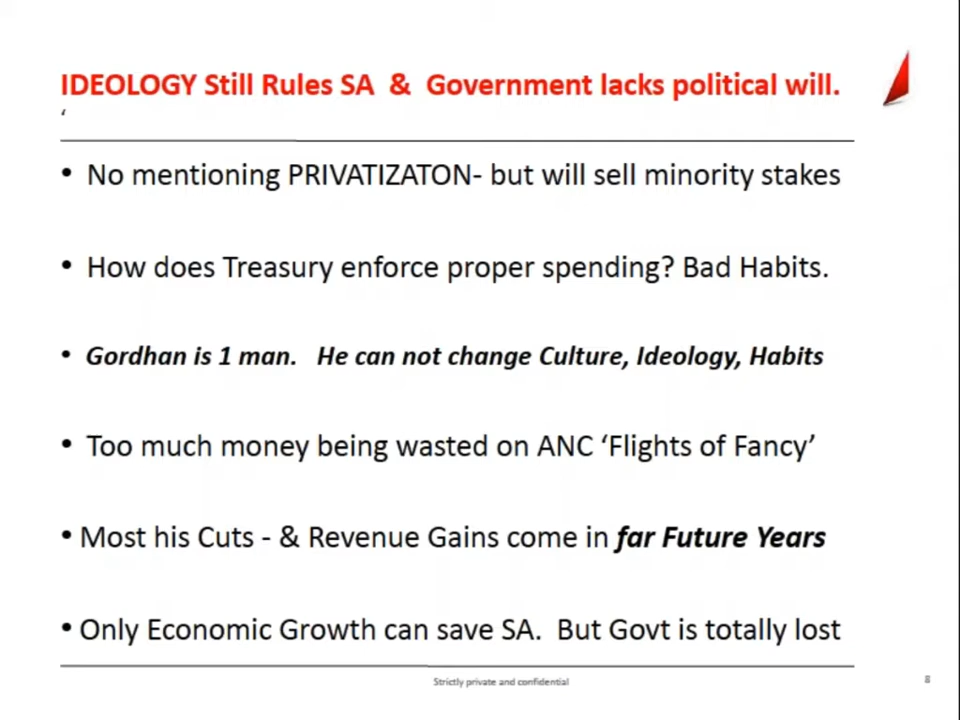 IDEOLOGY Still Rules SA & Government lacks political will.
‘
• No mentioning PRIVATIZATON- but will sell minority stakes
• How does Treasury enforce proper spending? Bad Habits.
• Gordhan is 1 man. He can not change Culture, Ideology, Habits
• Too much money being wasted on ANC ‘Flights of Fancy’
• Most his Cuts - & Revenue Gains come in far Future Years
• Only Economic Growth can save SA. But Govt is totally lost
Strictly private and confidential
8